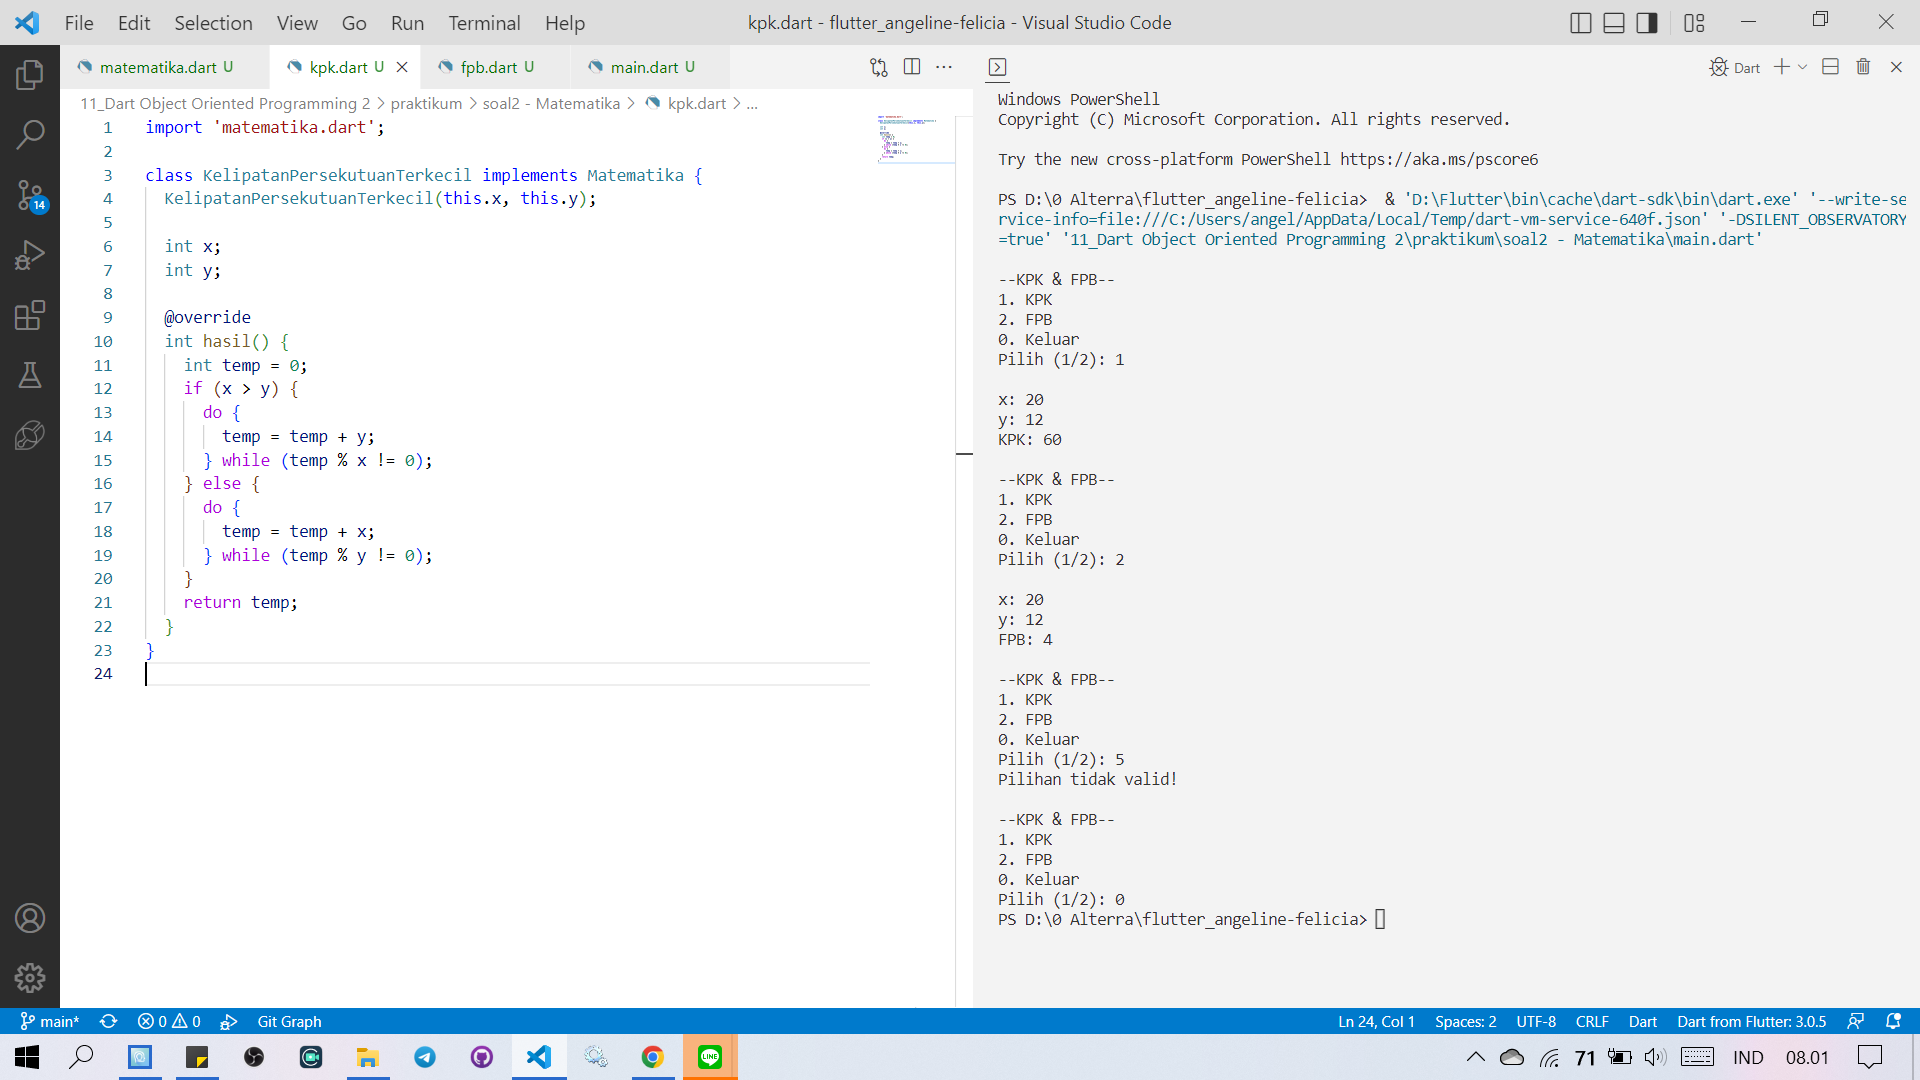 File Edit Selection View Go Run Terminal Help
kpk.dart - flutter_angeline-felicia - Visual Studio Code
matematika.dart U kpk.dart U fpb.dart U main.dart U
11_Dart Object Oriented Programming 2 > praktikum > soal2 - Matematika > kpk.dart > ...
1 import 'matematika.dart';
2
3 class KelipatanPersekutuanTerkecil implements Matematika {
4 KelipatanPersekutuanTerkecil(this.x, this.y);
5
6 int x;
7 int y;
8
9 @override
10 int hasil() {
11 int temp = 0;
12 if (x > y) {
13 do {
14 temp = temp + y;
15 } while (temp % x != 0);
16 } else {
17 do {
18 temp = temp + x;
19 } while (temp % y != 0);
20 }
21 return temp;
22 }
23 }
24
14
Dart
Windows PowerShell
Copyright (C) Microsoft Corporation. All rights reserved.
Try the new cross-platform PowerShell https://aka.ms/pscore6
PS D:\0 Alterra\flutter_angeline-felicia> & 'D:\Flutter\bin\cache\dart-sdk\bin\dart.exe' '--write-se
rvice-info=file:///C:/Users/angel/AppData/Local/Temp/dart-vm-service-640f.json' '-DSILENT_OBSERVATORY
=true' '11_Dart Object Oriented Programming 2\praktikum\soal2 - Matematika\main.dart'
--KPK & FPB--
1. KPK
2. FPB
0. Keluar
Pilih (1/2): 1
x: 20
y: 12
KPK: 60
--KPK & FPB--
1. KPK
2. FPB
0. Keluar
Pilih (1/2): 2
x: 20
y: 12
FPB: 4
--KPK & FPB--
1. KPK
2. FPB
0. Keluar
Pilih (1/2): 5
Pilihan tidak valid!
--KPK & FPB--
1. KPK
2. FPB
0. Keluar
Pilih (1/2): 0
PS D:\0 Alterra\flutter_angeline-felicia>
main* 0 0 Git Graph
Ln 24, Col 1 Spaces: 2 UTF-8 CRLF Dart Dart from Flutter: 3.0.5
LINE
71 IND 08.01